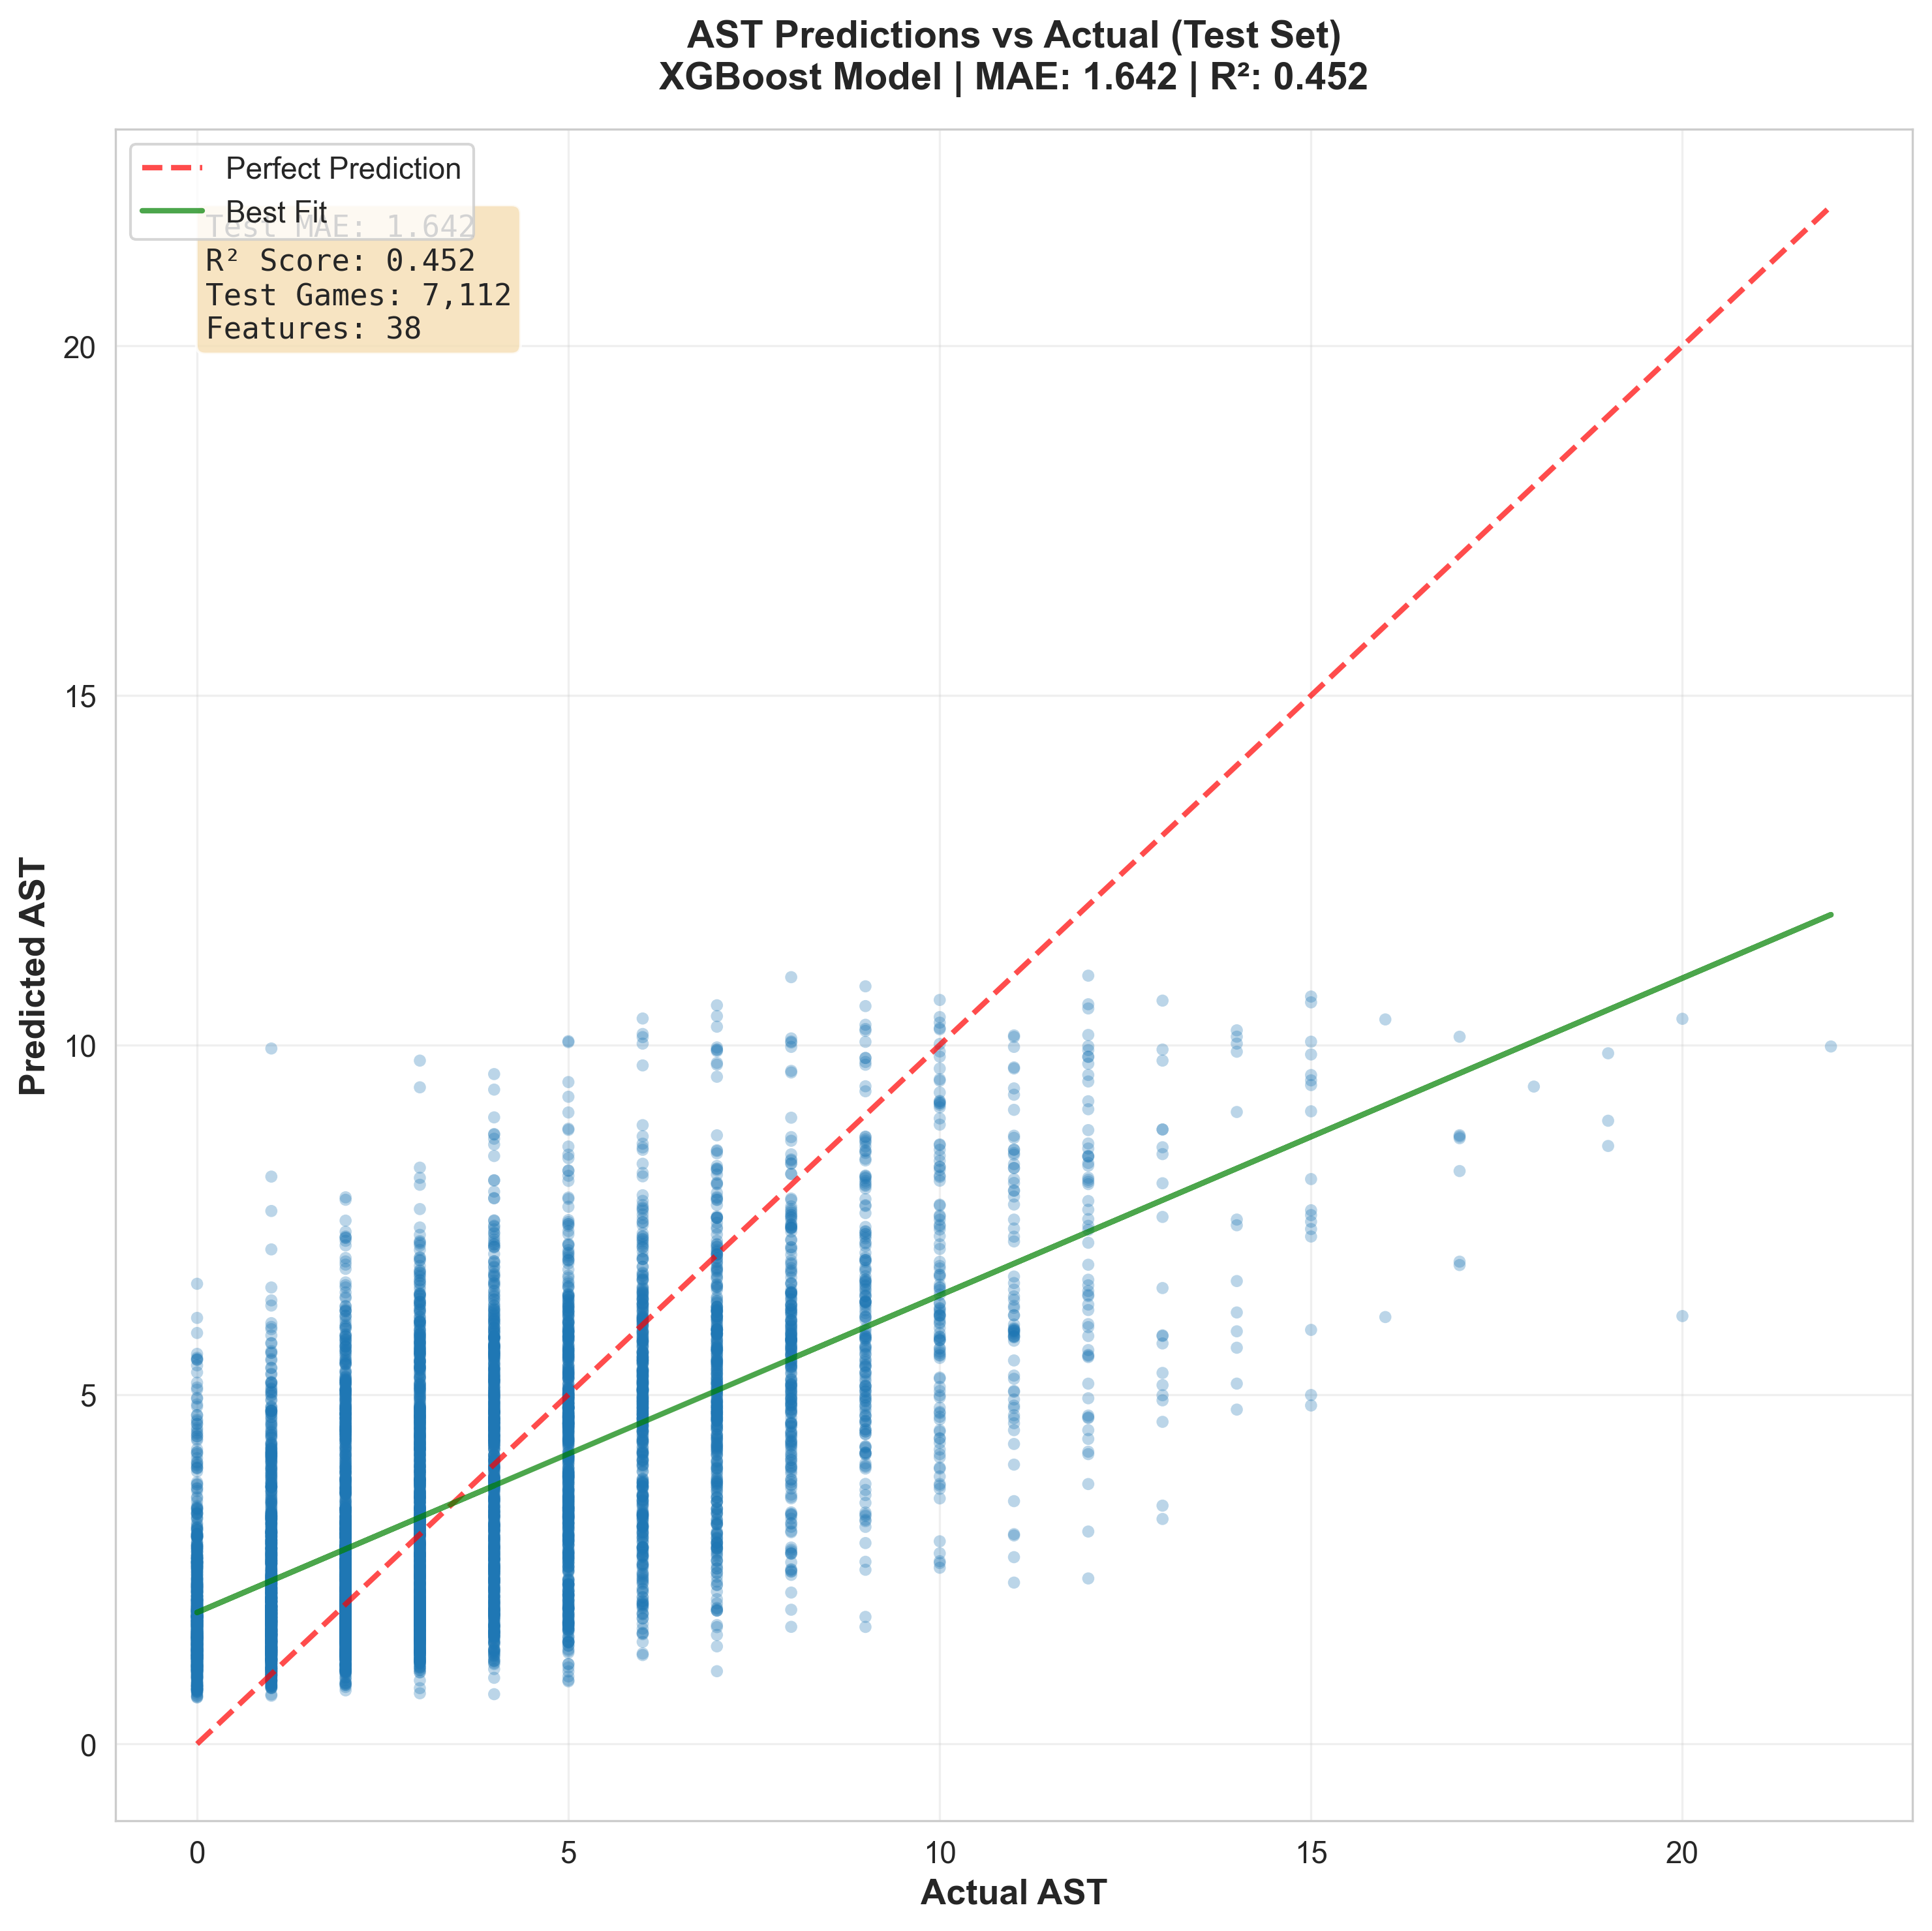 AST Predictions vs Actual (Test Set)
XGBoost Model | MAE: 1.642 | R²: 0.452
Perfect Prediction
Best Fit
Test MAE: 1.642
R² Score: 0.452
Test Games: 7,112
Features: 38
Predicted AST
20
15
10
5
0
0 5 10 15 20
Actual AST